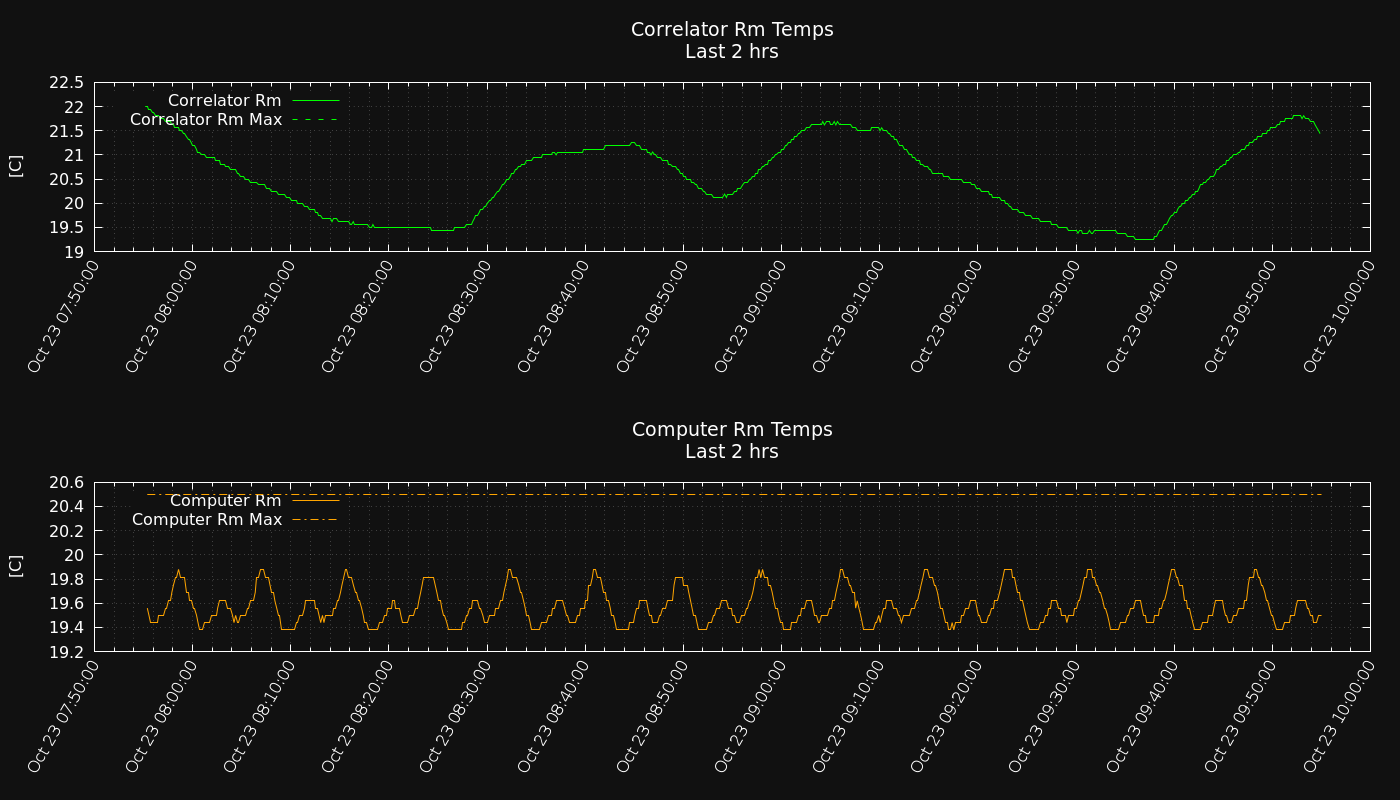 Correlator Rm Temps
Last 2 hrs
22.5
22
21.5
21
20.5
20
19.5
19
[C]
Correlator Rm
Correlator Rm Max
Oct 23 07:50:00
Oct 23 08:00:00
Oct 23 08:10:00
Oct 23 08:20:00
Oct 23 08:30:00
Oct 23 08:40:00
Oct 23 08:50:00
Oct 23 09:00:00
Oct 23 09:10:00
Oct 23 09:20:00
Oct 23 09:30:00
Oct 23 09:40:00
Oct 23 09:50:00
Oct 23 10:00:00
Computer Rm Temps
Last 2 hrs
20.6
20.4
20.2
20
19.8
19.6
19.4
19.2
[C]
Computer Rm
Computer Rm Max
Oct 23 07:50:00
Oct 23 08:00:00
Oct 23 08:10:00
Oct 23 08:20:00
Oct 23 08:30:00
Oct 23 08:40:00
Oct 23 08:50:00
Oct 23 09:00:00
Oct 23 09:10:00
Oct 23 09:20:00
Oct 23 09:30:00
Oct 23 09:40:00
Oct 23 09:50:00
Oct 23 10:00:00